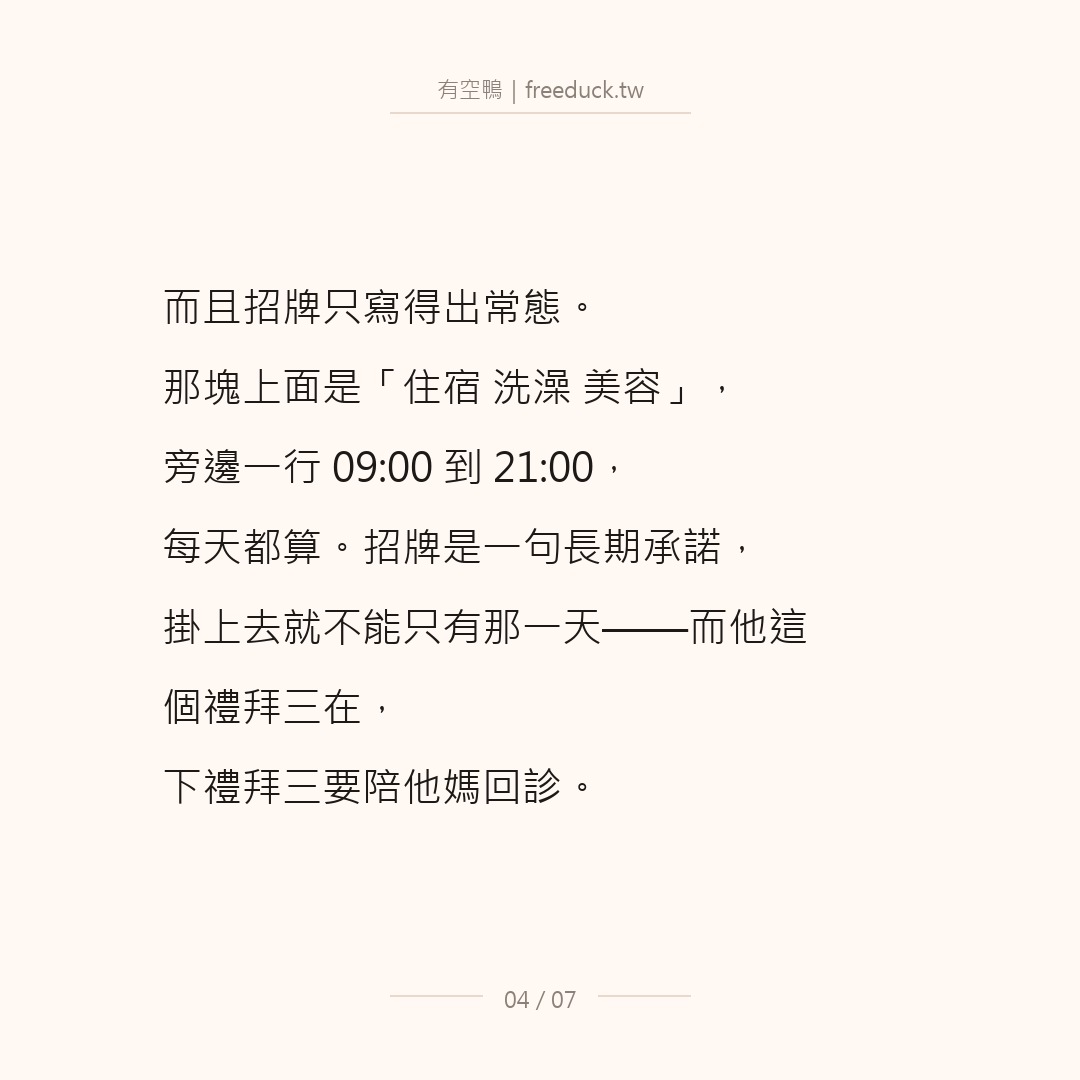 有空鴨｜freeduck.tw
而且招牌只寫得出常態。
那塊上面是「住宿 洗澡 美容」，
旁邊一行 09:00 到 21:00，
每天都算。招牌是一句長期承諾，
掛上去就不能只有那一天——而他這
個禮拜三在，
下禮拜三要陪他媽回診。
04 / 07